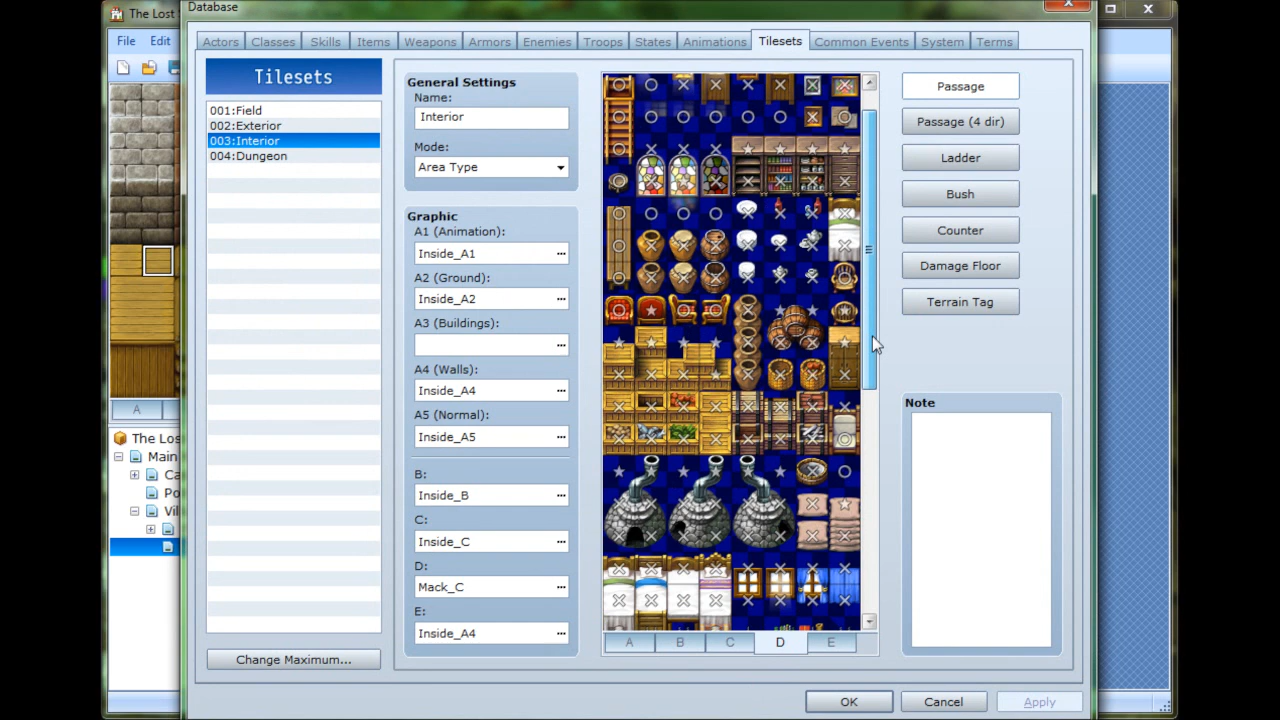 The Lost
Database
File Edit
Actors Classes Skills Items Weapons Armors Enemies Troops States Animations Tilesets Common Events System Terms
Tilesets
001:Field
002:Exterior
003:Interior
004:Dungeon
Change Maximum...
General Settings
Name:
Interior
Mode:
Area Type
Graphic
A1 (Animation):
Inside_A1
A2 (Ground):
Inside_A2
A3 (Buildings):
A4 (Walls):
Inside_A4
A5 (Normal):
Inside_A5
B:
Inside_B
C:
Inside_C
D:
Mack_C
E:
Inside_A4
A B C D E
Passage
Passage (4 dir)
Ladder
Bush
Counter
Damage Floor
Terrain Tag
Note
A
The Los
Main
Ca
Po
Vil
OK Cancel Apply